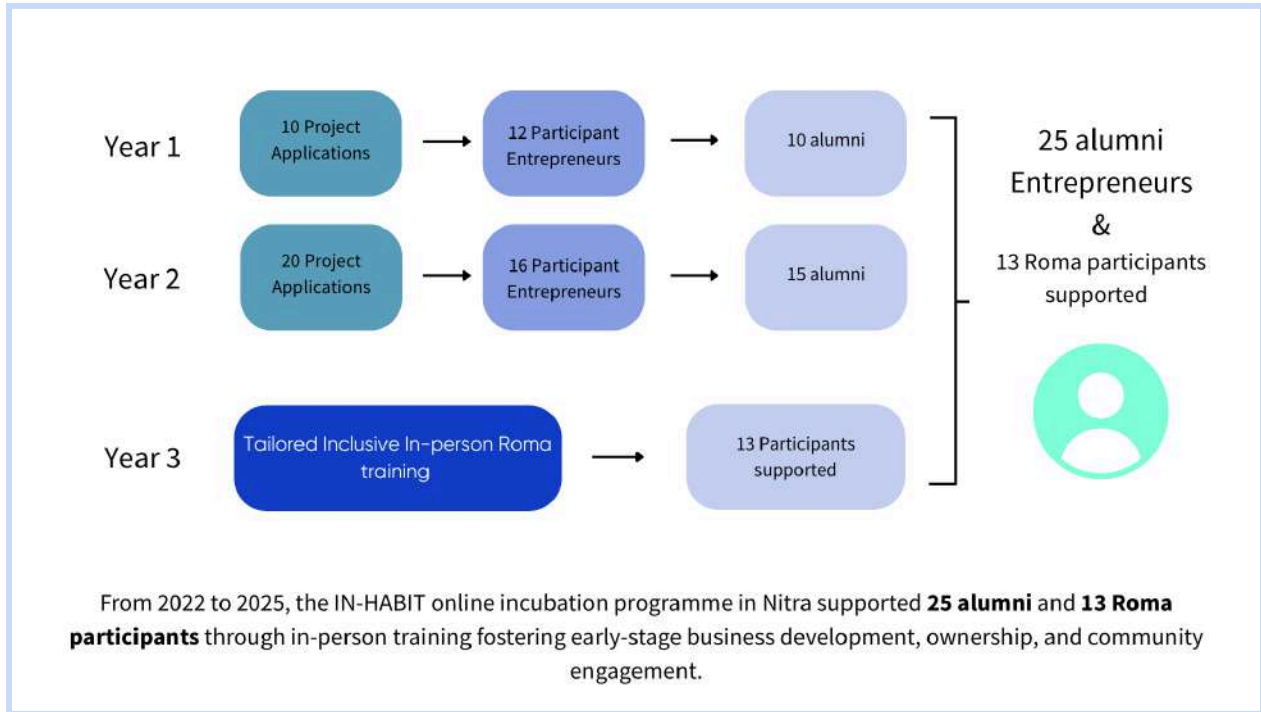 Year 1
10 Project
Applications
12 Participant
Entrepreneurs
10 alumni
Year 2
20 Project
Applications
16 Participant
Entrepreneurs
15 alumni
Year 3
Tailored Inclusive In-person Roma
training
13 Participants
supported
25 alumni
Entrepreneurs
&
13 Roma participants
supported
From 2022 to 2025, the IN-HABIT online incubation programme in Nitra supported 25 alumni and 13 Roma
participants through in-person training fostering early-stage business development, ownership, and community
engagement.